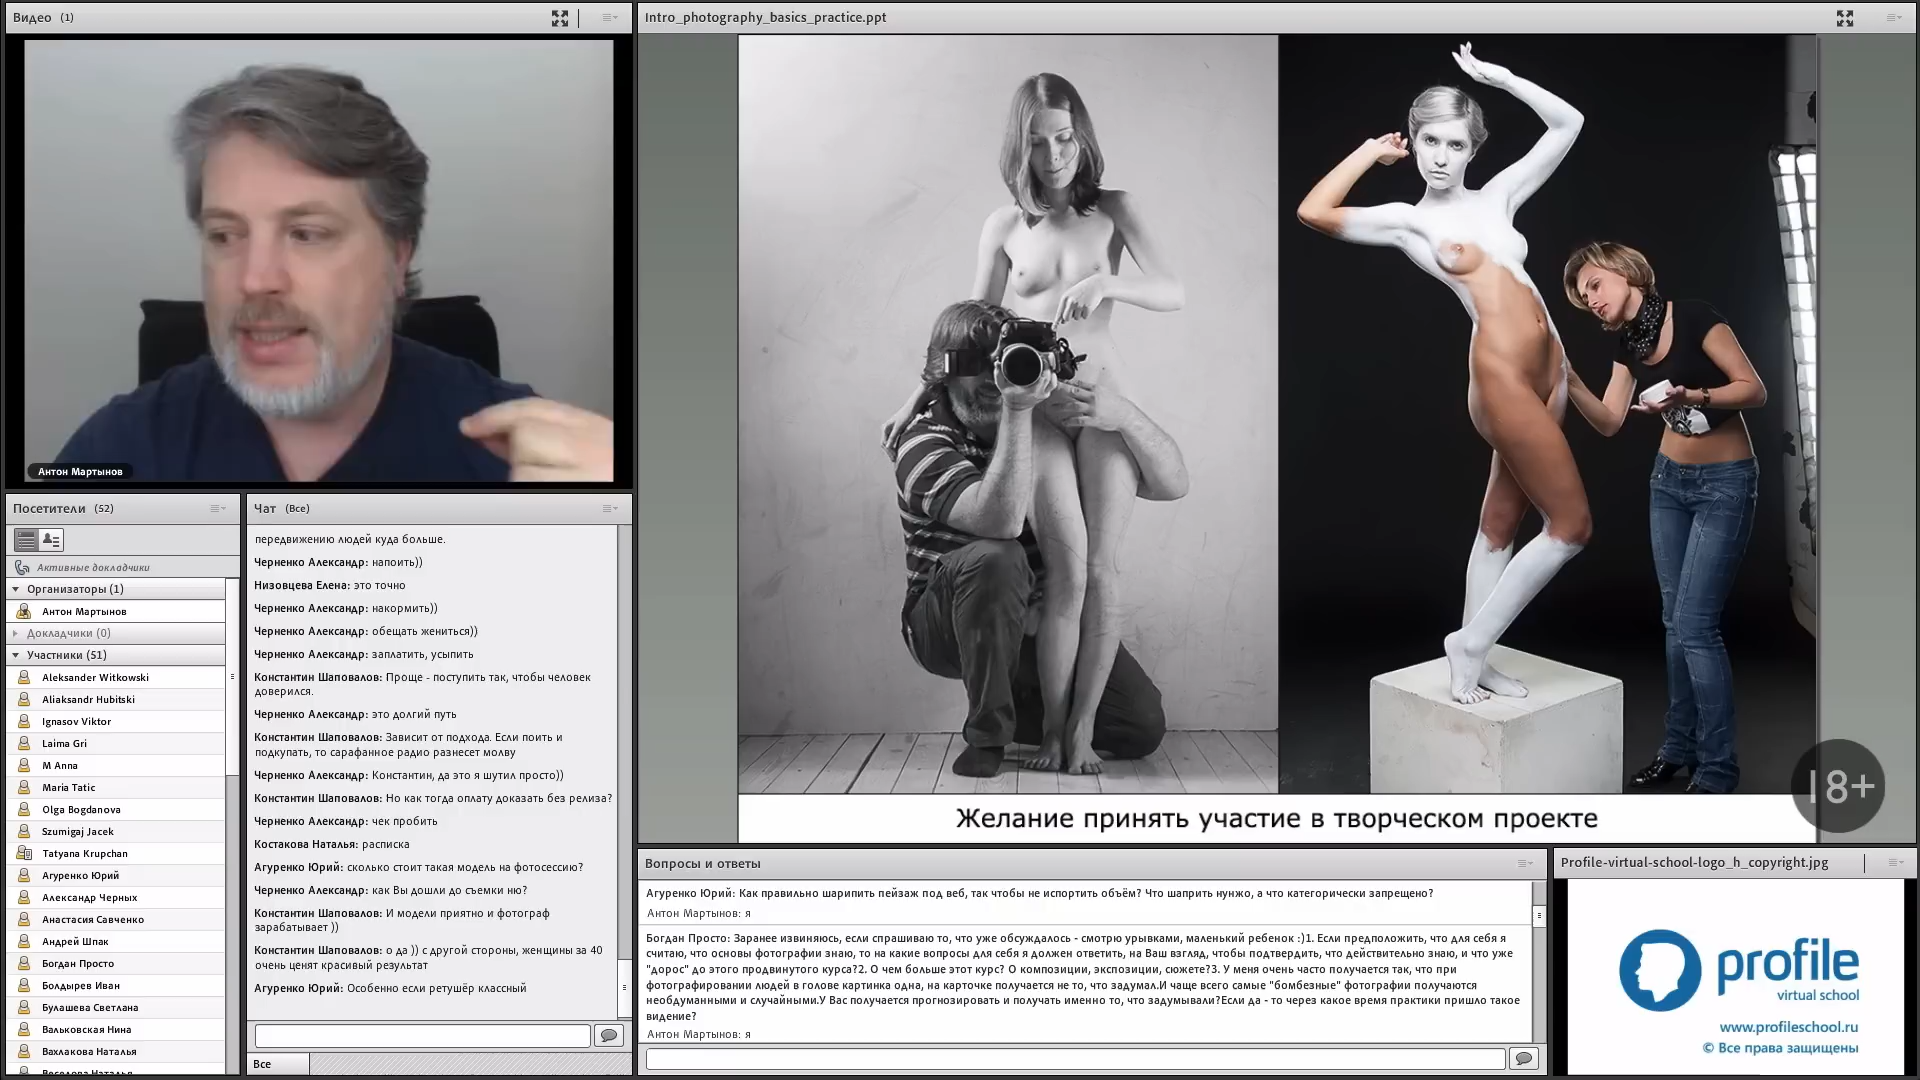 Видео (1)
Антон Мартынов
Посетители (52)
Активные докладчики
Организаторы (1)
Антон Мартынов
Докладчики (0)
Участники (51)
Aleksander Witkowski
Aliaksandr Hubitski
Ignasov Viktor
Laima Gri
M Anna
Maria Tatic
Olga Bogdanova
Szumigaj Jacek
Tatyana Krupchan
Агуренко Юрий
Александр Черных
Анастасия Савченко
Андрей Шпак
Богдан Просто
Болдырев Иван
Булашева Светлана
Вальковская Нина
Вахлакова Наталья
Чат (Все)
передвижению людей куда больше.
Черненко Александр: напоить))
Низовцева Елена: это точно
Черненко Александр: накормить))
Черненко Александр: обещать жениться))
Черненко Александр: заплатить, усыпить
Константин Шаповалов: Проще - поступить так, чтобы человек
доверился.
Черненко Александр: это долгий путь
Константин Шаповалов: Зависит от подхода. Если поить и
подкупать, то сарафанное радио разнесет молву
Черненко Александр: Константин, да это я шутил просто))
Константин Шаповалов: Но как тогда оплату доказать без релиза?
Черненко Александр: чек пробить
Костакова Наталья: расписка
Агуренко Юрий: сколько стоит такая модель на фотосессию?
Черненко Александр: как Вы дошли до съемки ню?
Константин Шаповалов: И модели приятно и фотограф
зарабатывает ))
Константин Шаповалов: о да )) с другой стороны, женщины за 40
очень ценят красивый результат
Агуренко Юрий: Особенно если ретушёр классный
Все
Intro_photography_basics_practice.ppt
Желание принять участие в творческом проекте
18+
Вопросы и ответы
Агуренко Юрий: Как правильно шарипить пейзаж под веб, так чтобы не испортить объём? Что шаприть нунжо, а что категорически запрещено?
Антон Мартынов: я
Богдан Просто: Заранее извиняюсь, если спрашиваю то, что уже обсуждалось - смотрю урывками, маленький ребенок :)1. Если предположить, что для себя я
считаю, что основы фотографии знаю, то на какие вопросы для себя я должен ответить, на Ваш взгляд, чтобы подтвердить, что действительно знаю, и что уже
"дорос" до этого продвинутого курса?2. О чем больше этот курс? О композиции, экспозиции, сюжете?3. У меня очень часто получается так, что при
фотографировании людей в голове картинка одна, на карточке получается не то, что задумал.И чаще всего самые "бомбезные" фотографии получаются
необдуманными и случайными.У Вас получается прогнозировать и получать именно то, что задумывали?Если да - то через какое время практики пришло такое
видение?
Антон Мартынов: я
Profile-virtual-school-logo_h_copyright.jpg
profile
virtual school
www.profileschool.ru
© Все права защищены